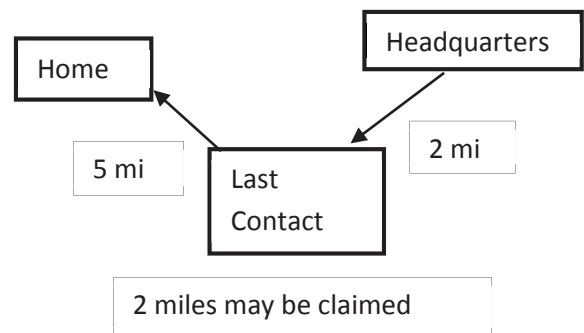 Headquarters
Home
2 mi
5 mi
Last
Contact
2 miles may be claimed